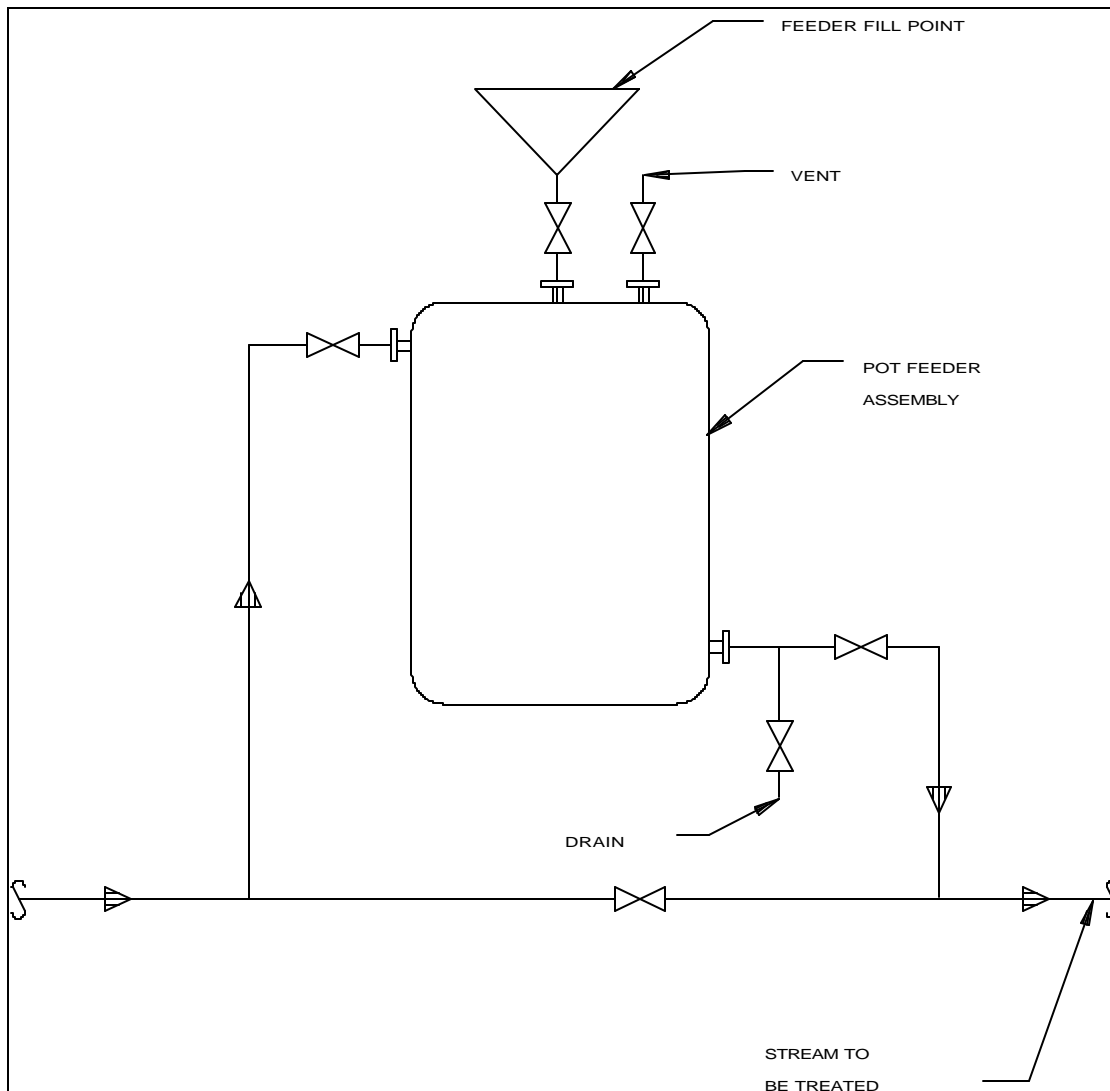 FEEDER FILL POINT
VENT
POT FEEDER
ASSEMBLY
DRAIN
STREAM TO
BE TREATED